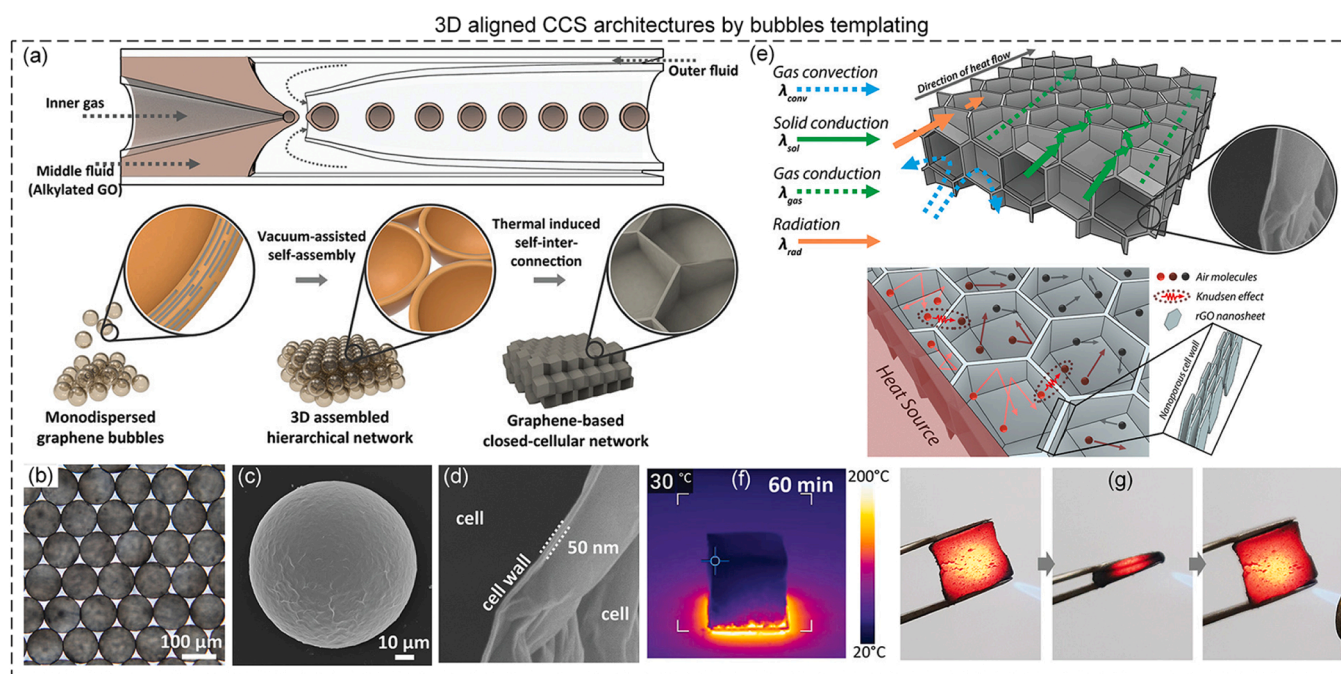 3D aligned CCS architectures by bubbles templating
(a)
Outer fluid
Inner gas
Middle fluid
(Alkylated GO)
Vacuum-assisted
self-assembly
Thermal induced
self-inter-
connection
Monodispersed
graphene bubbles
3D assembled
hierarchical network
Graphene-based
closed-cellular network
(e)
Direction of heat flow
Gas convection
λconv
Solid conduction
λsol
Gas conduction
λgas
Radiation
λrad
Air molecules
Knudsen effect
rGO nanosheet
Nanoporous cell wall
Heat Source
(b)
100 μm
(c)
10 μm
(d)
cell
cell wall
50 nm
cell
30 °C
(f)
60 min
200°C
20°C
(g)